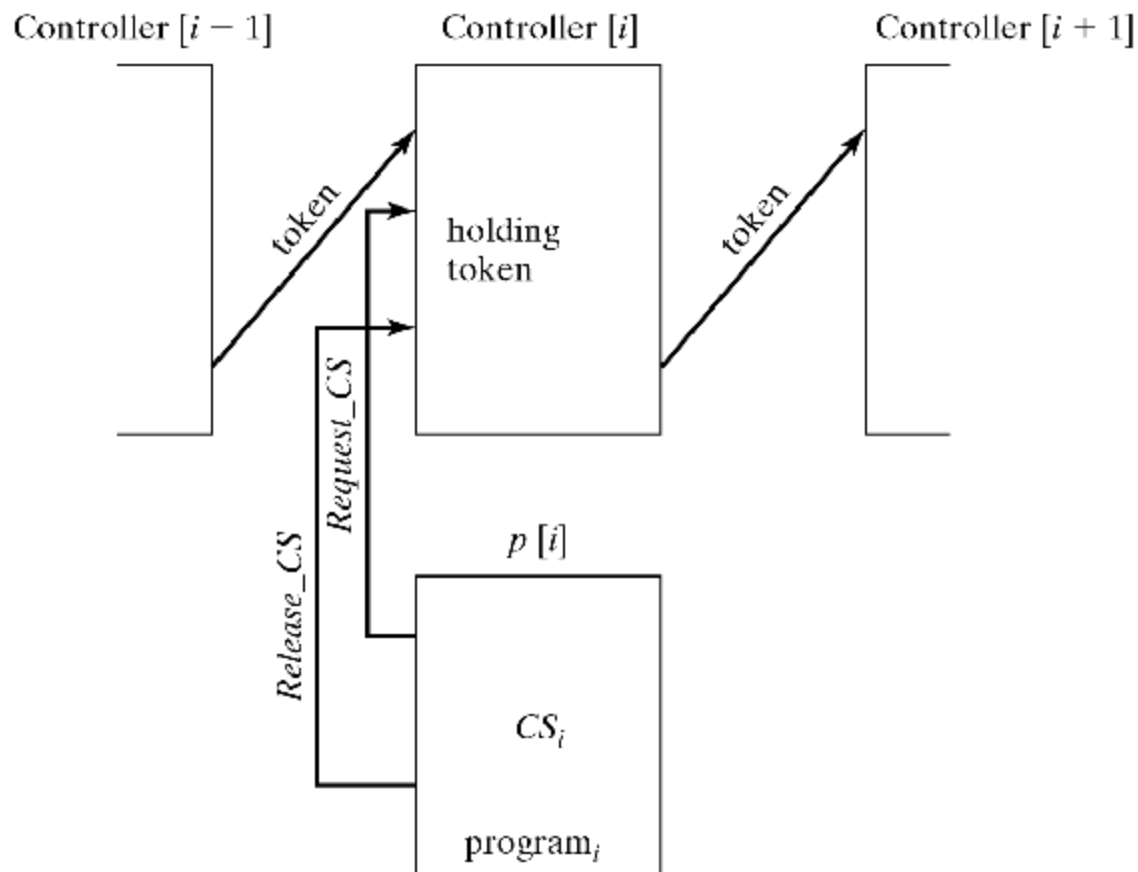 Controller [i − 1]
Controller [i]
Controller [i + 1]
token
token
holding
token
Request_CS
Release_CS
p [i]
CSi
programi